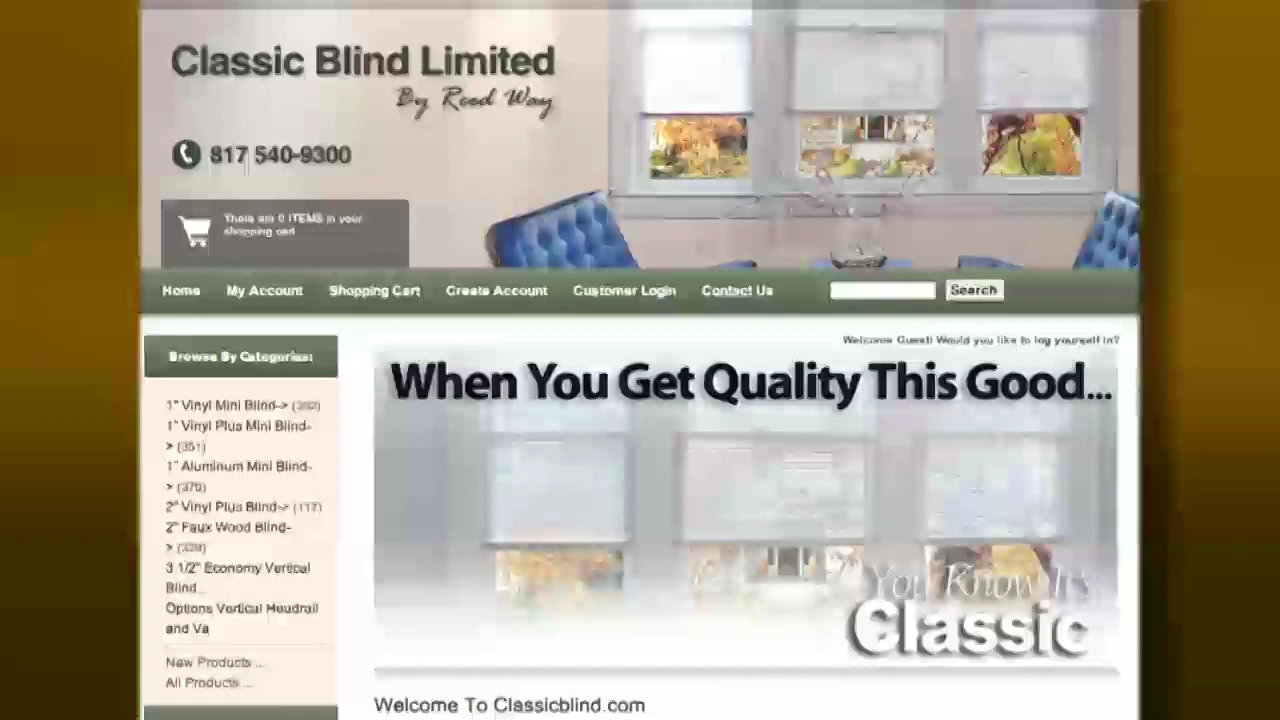 Classic Blind Limited
By Reed Way
817 540-9300
There are 0 ITEMS in your
shopping cart
Home My Account Shopping Cart Create Account Customer Login Contact Us Search
Welcome Guest! Would you like to log yourself in?
Browse By Categories:
1" Vinyl Mini Blind->
1" Vinyl Plus Mini Blind-
> (351)
1" Aluminum Mini Blind-
> (370)
2" Vinyl Plus Blind-> (117)
2" Faux Wood Blind-
>
3 1/2" Economy Vertical
Blind...
Options Vertical Headrail
and Va
New Products ...
All Products ...
When You Get Quality This Good...
You Know It's
Classic
Welcome To Classicblind.com